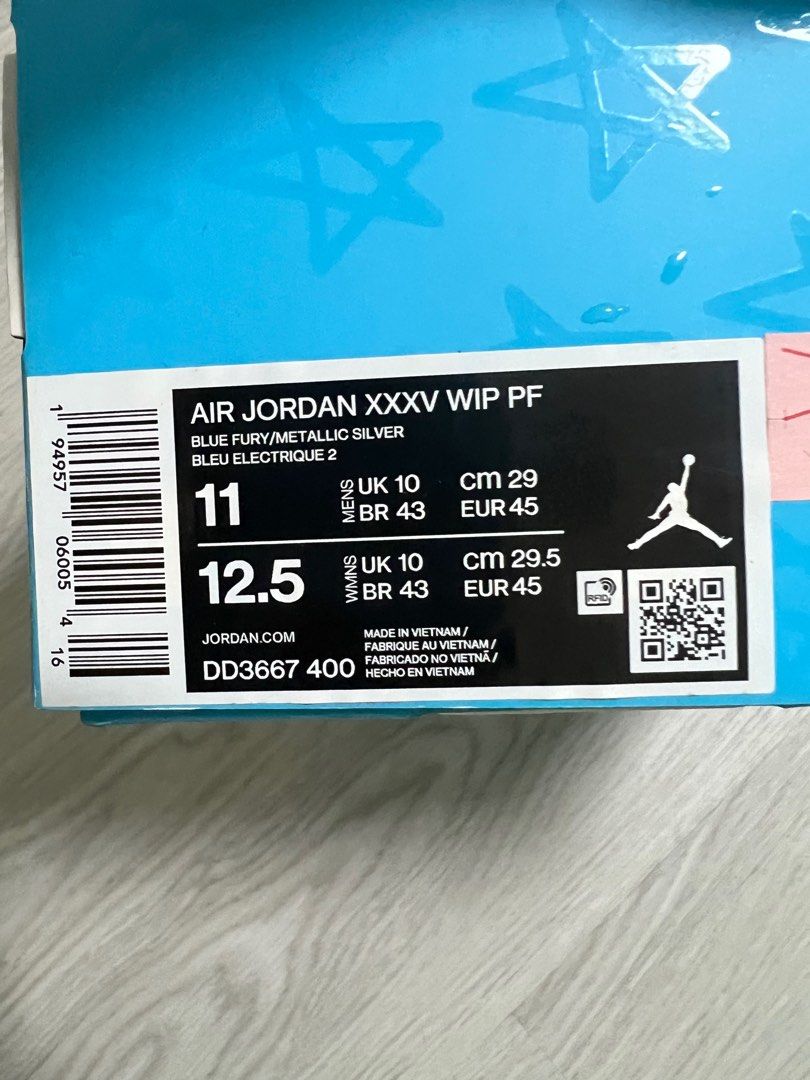 AIR JORDAN XXXV WIP PF
BLUE FURY/METALLIC SILVER
BLEU ELECTRIQUE 2
11 MENS UK 10 cm 29
BR 43 EUR 45
12.5 WMNS UK 10 cm 29.5
BR 43 EUR 45
RFID
JORDAN.COM
DD3667 400
MADE IN VIETNAM /
FABRIQUE AU VIETNAM /
FABRICADO NO VIETNÃ /
HECHO EN VIETNAM
1 94957 06005 4 16